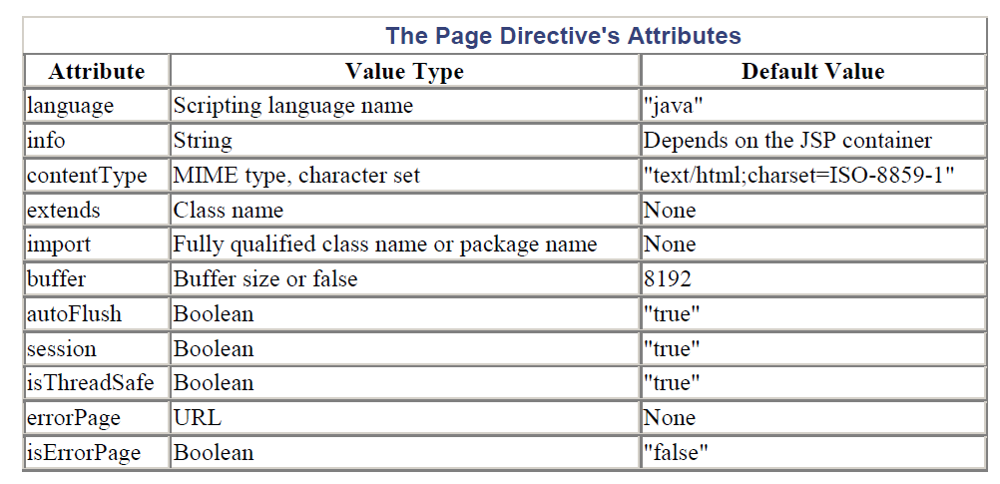 The Page Directive's Attributes
Attribute Value Type Default Value
language Scripting language name "java"
info String Depends on the JSP container
contentType MIME type, character set "text/html;charset=ISO-8859-1"
extends Class name None
import Fully qualified class name or package name None
buffer Buffer size or false 8192
autoFlush Boolean "true"
session Boolean "true"
isThreadSafe Boolean "true"
errorPage URL None
isErrorPage Boolean "false"